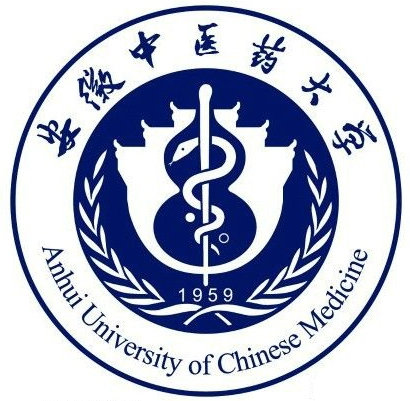 安徽中医药大学
1959
Anhui University of Chinese Medicine